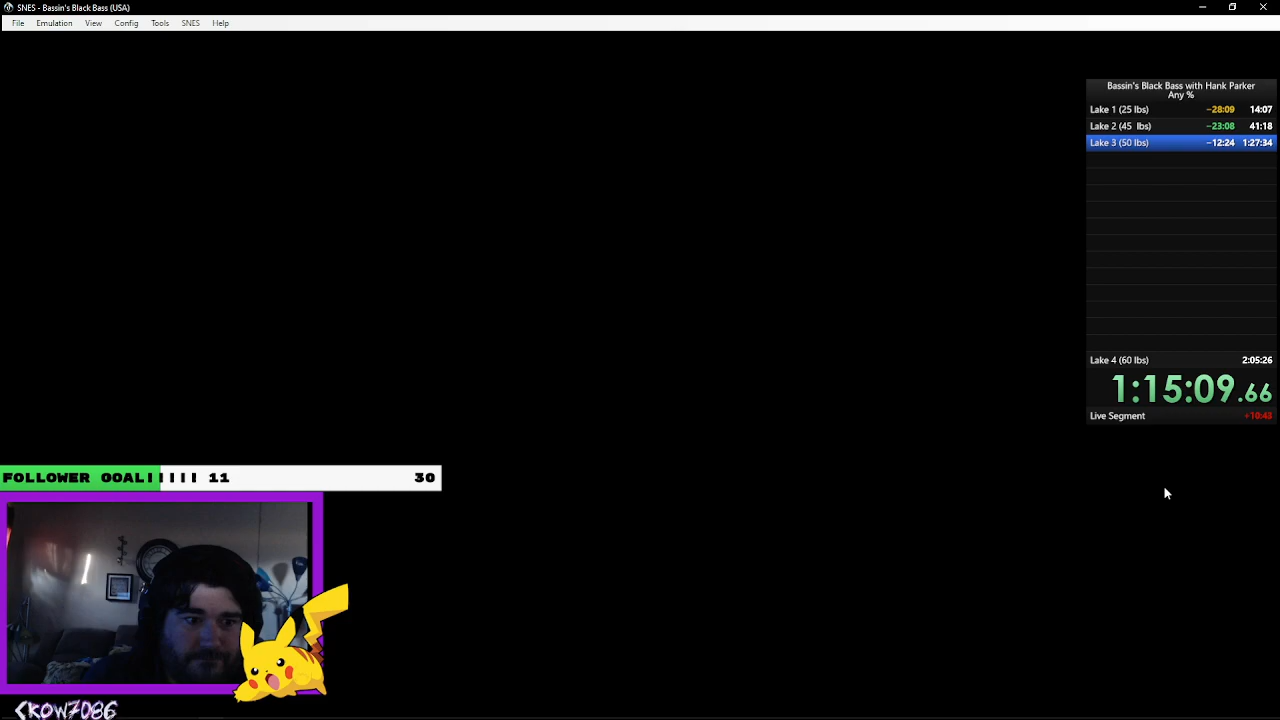 SNES - Bassin's Black Bass (USA)
File Emulation View Config Tools SNES Help
Bassin's Black Bass with Hank Parker
Any %
Lake 1 (25 lbs) −28:09 14:07
Lake 2 (45 lbs) −23:08 41:18
Lake 3 (50 lbs) −12:24 1:27:34
Lake 4 (60 lbs) 2:05:26
1:15:09.66
Live Segment +10:43
FOLLOWER GOAL!!!!! 11 30
CROW7086